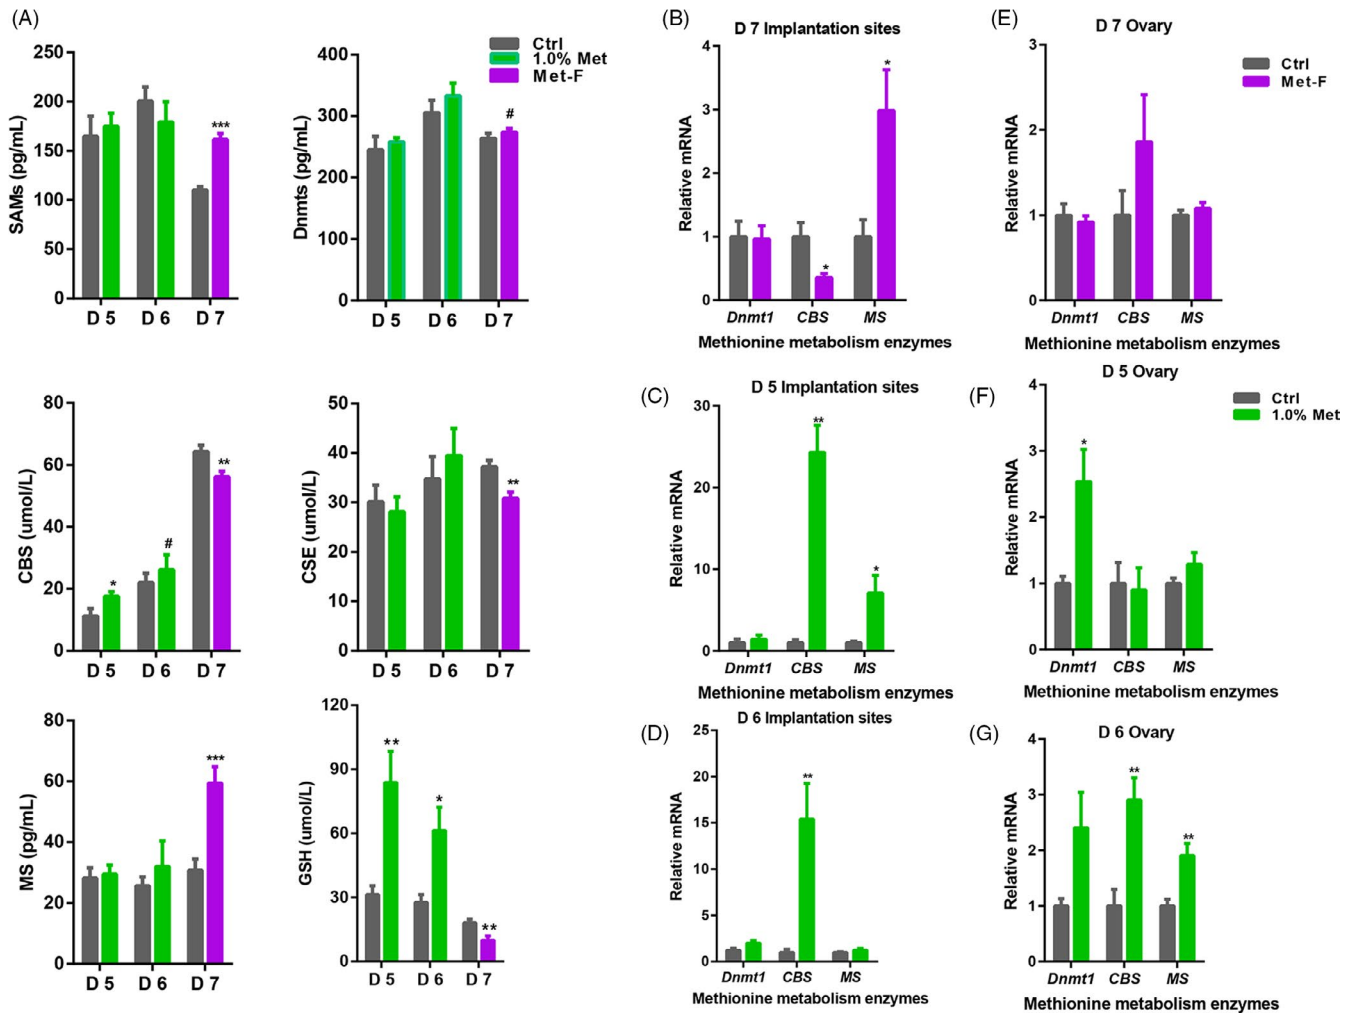 (A)
250
200
150
100
50
0
SAMs (pg/mL)
***
D 5
D 6
D 7
400
300
200
100
0
Dnmts (pg/mL)
#
D 5
D 6
D 7
Ctrl
1.0% Met
Met-F
80
60
40
20
0
CBS (umol/L)
*
#
**
D 5
D 6
D 7
50
40
30
20
10
0
CSE (umol/L)
**
D 5
D 6
D 7
80
60
40
20
0
MS (pg/mL)
***
D 5
D 6
D 7
120
90
60
30
0
GSH (umol/L)
**
*
**
D 5
D 6
D 7
(B)
D 7 Implantation sites
4
3
2
1
0
Relative mRNA
*
*
Dnmt1
CBS
MS
Methionine metabolism enzymes
(C)
D 5 Implantation sites
30
20
10
0
Relative mRNA
**
*
Dnmt1
CBS
MS
Methionine metabolism enzymes
(D)
D 6 Implantation sites
25
20
15
10
5
0
Relative mRNA
**
Dnmt1
CBS
MS
Methionine metabolism enzymes
(E)
D 7 Ovary
3
2
1
0
Relative mRNA
Ctrl
Met-F
Dnmt1
CBS
MS
Methionine metabolism enzymes
(F)
D 5 Ovary
4
3
2
1
0
Relative mRNA
*
Ctrl
1.0% Met
Dnmt1
CBS
MS
Methionine metabolism enzymes
(G)
D 6 Ovary
4
3
2
1
0
Relative mRNA
**
**
Dnmt1
CBS
MS
Methionine metabolism enzymes